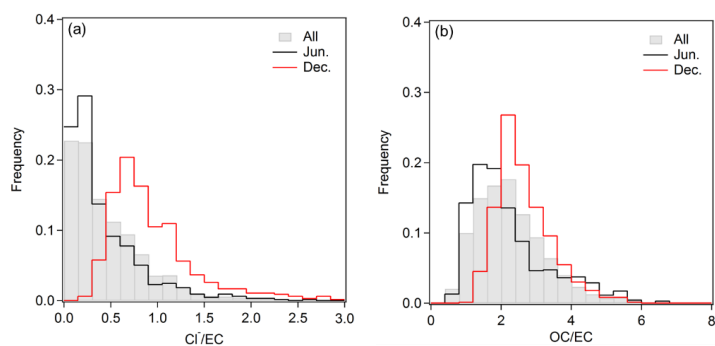 (a)
All
Jun.
Dec.
Frequency
0.4
0.3
0.2
0.1
0.0
0.0 0.5 1.0 1.5 2.0 2.5 3.0
Cl⁻/EC
(b)
All
Jun.
Dec.
Frequency
0.4
0.3
0.2
0.1
0.0
0 2 4 6 8
OC/EC